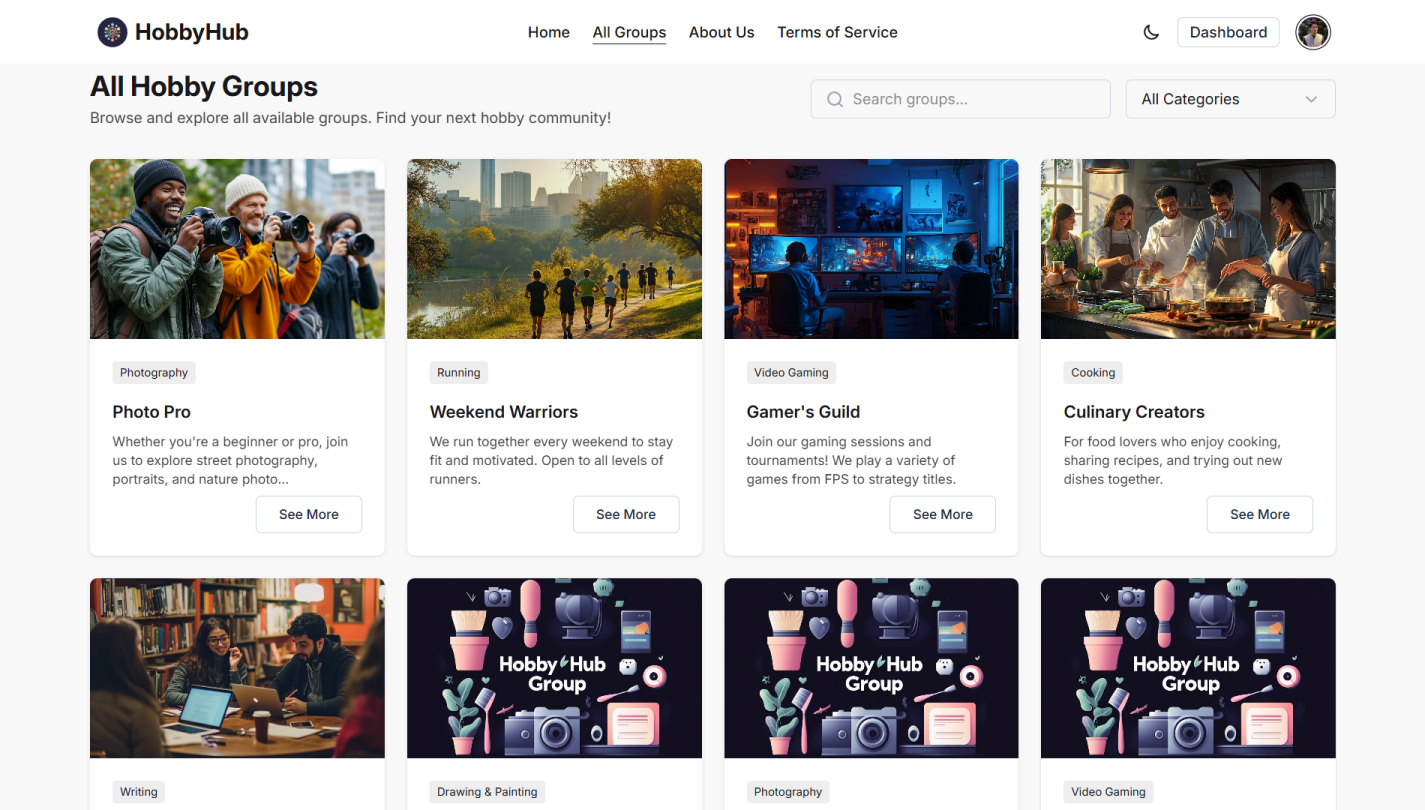 HobbyHub
Home
All Groups
About Us
Terms of Service
Dashboard
All Hobby Groups
Browse and explore all available groups. Find your next hobby community!
Search groups...
All Categories
Photography
Photo Pro
Whether you're a beginner or pro, join
us to explore street photography,
portraits, and nature photo...
See More
Running
Weekend Warriors
We run together every weekend to stay
fit and motivated. Open to all levels of
runners.
See More
Video Gaming
Gamer's Guild
Join our gaming sessions and
tournaments! We play a variety of
games from FPS to strategy titles.
See More
Cooking
Culinary Creators
For food lovers who enjoy cooking,
sharing recipes, and trying out new
dishes together.
See More
Writing
Hobby Hub
Group
Drawing & Painting
Hobby Hub
Group
Photography
Hobby Hub
Group
Video Gaming